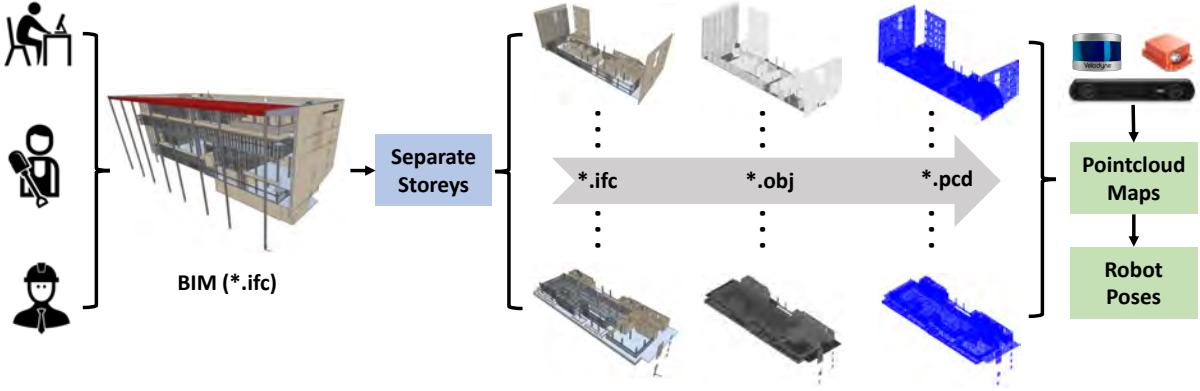 BIM (*.ifc)
Separate
Storeys
*.ifc
*.obj
*.pcd
Velodyne
Pointcloud
Maps
Robot
Poses